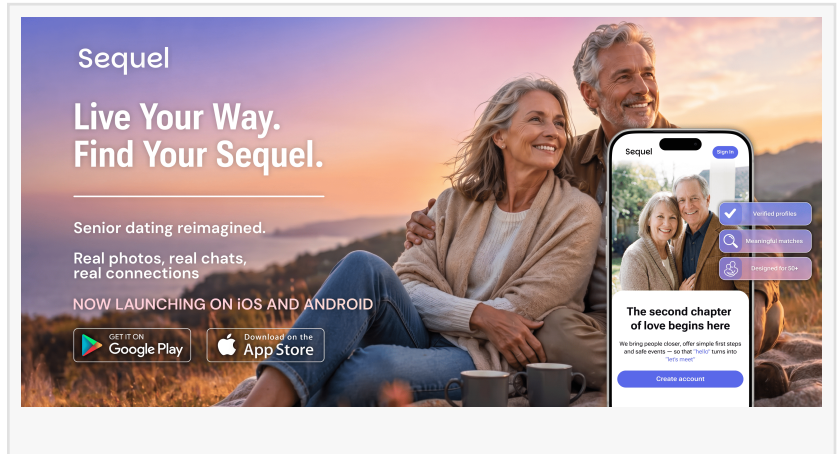 Sequel
Live Your Way.
Find Your Sequel.
Senior dating reimagined.
Real photos, real chats,
real connections
NOW LAUNCHING ON iOS AND ANDROID
GET IT ON
Google Play
Download on the
App Store
Sequel
Sign In
Verified profiles
Meaningful matches
Designed for 50+
The second chapter
of love begins here
We bring people closer, offer simple first steps
and safe events — so that "hello" turns into
"let's meet"
Create account